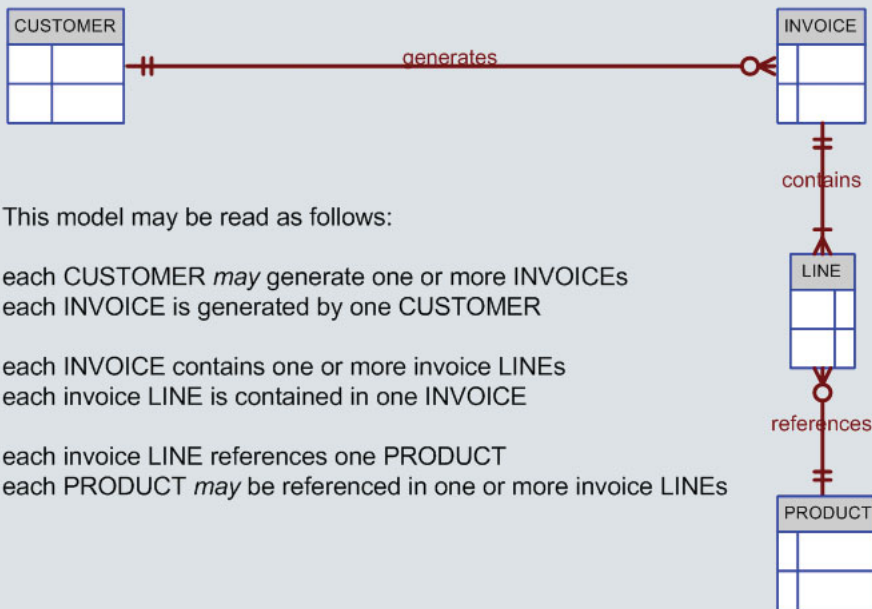 CUSTOMER
INVOICE
generates
contains
This model may be read as follows:
each CUSTOMER may generate one or more INVOICEs
each INVOICE is generated by one CUSTOMER
LINE
each INVOICE contains one or more invoice LINEs
each invoice LINE is contained in one INVOICE
references
each invoice LINE references one PRODUCT
each PRODUCT may be referenced in one or more invoice LINEs
PRODUCT